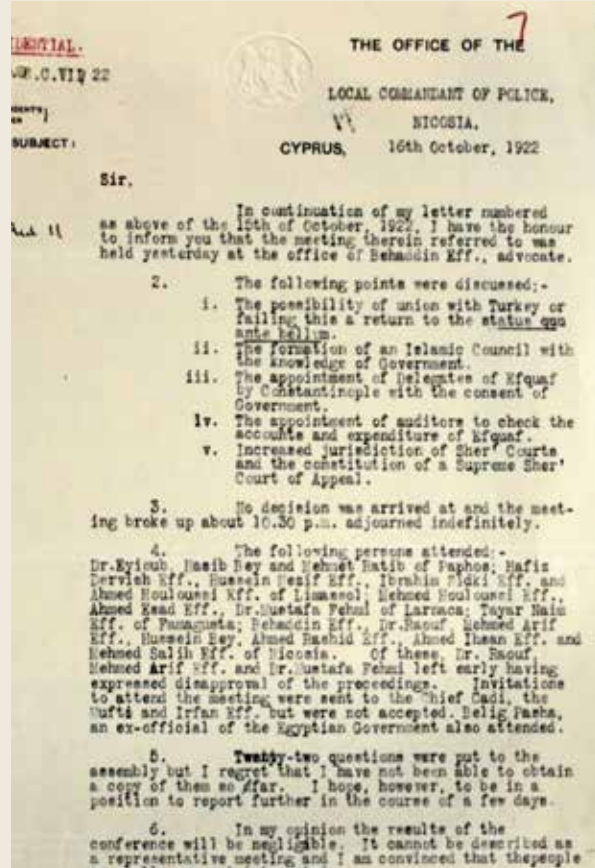 7
IDENTIAL.
THE OFFICE OF THE
.C.VII 22
LOCAL COMMANDANT OF POLICE,
NICOSIA,
SUBJECT:
CYPRUS, 16th October, 1922
Sir,
In continuation of my letter numbered
as above of the 15th of October, 1922, I have the honour
to inform you that the meeting therein referred to was
held yesterday at the office of Behaddin Eff., advocate.
2. The following points were discussed:-
i. The possibility of union with Turkey or
failing this a return to the status quo
ante bellum.
ii. The formation of an Islamic Council with
the knowledge of Government.
iii. The appointment of Delegates of Efquaf
by Constantinople with the consent of
Government.
iv. The appointment of auditors to check the
accounts and expenditure of Efquaf.
v. Increased jurisdiction of Sher' Courts
and the constitution of a Supreme Sher'
Court of Appeal.
3. No decision was arrived at and the meet-
ing broke up about 10.30 p.m. adjourned indefinitely.
4. The following persons attended:-
Dr.Eyioub, Hasib Bey and Mehmet Ratib of Paphos; Hafiz
Dervish Eff., Hussein Eff., Ibrahim Eff. and
Ahmed Houloussi Eff. of Limassol; Mehmed Houloussi Eff.,
Ahmed Esad Eff., Dr.Mustafa Fehmi of Larnaca; Tayar Naim
Eff. of Famagusta; Behaddin Eff., Dr.Raouf, Mehmed Arif
Eff., Hussein Bey, Ahmed Rashid Eff., Ahmed Ihsan Eff. and
Mehmed Salih Eff. of Nicosia. Of these, Dr. Raouf,
Mehmed Arif Eff. and Dr.Mustafa Fehmi left early having
expressed disapproval of the proceedings. Invitations
to attend the meeting were sent to the Chief Cadi, the
Mufti and Irfan Eff. but were not accepted. Belig Pasha,
an ex-official of the Egyptian Government also attended.
5. Twenty-two questions were put to the
assembly but I regret that I have not been able to obtain
a copy of them so far. I hope, however, to be in a
position to report further in the course of a few days.
6. In my opinion the results of the
conference will be negligible. It cannot be described as
a representative meeting and I am convinced that thepeople